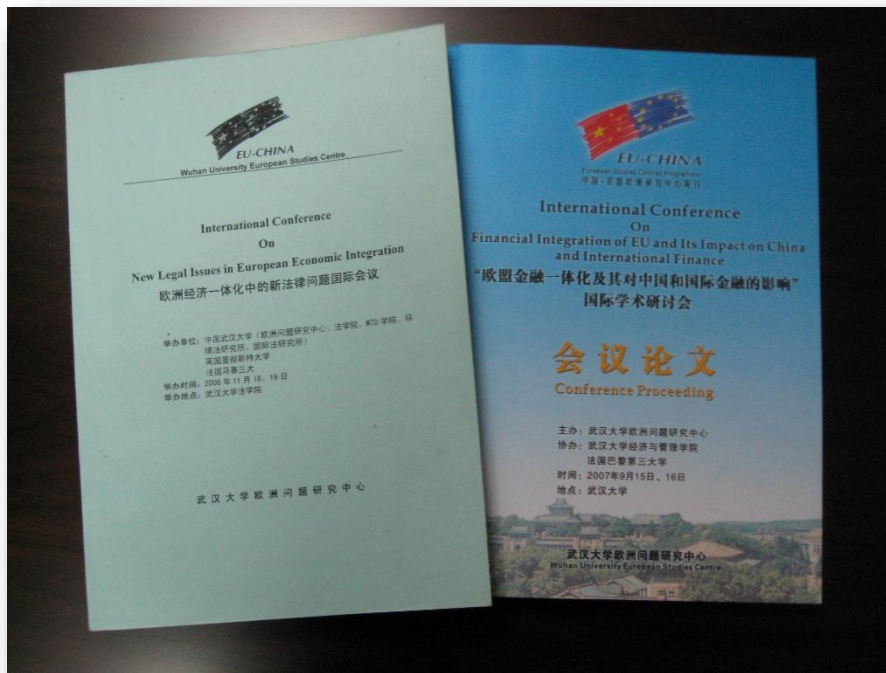 EU-CHINA
Wuhan University European Studies Centre
International Conference
On
New Legal Issues in European Economic Integration
欧洲经济一体化中的新法律问题国际会议
举办单位：中国武汉大学（欧洲问题研究中心、法学院、WTO学院、环
境法研究所、国际法研究所）
英国曼彻斯特大学
法国马赛三大
举办时间：2006年11月18、19日
举办地点：武汉大学法学院
武汉大学欧洲问题研究中心
EU-CHINA
European Studies Centres Programme
中国-欧盟欧洲研究中心项目
International Conference
On
Financial Integration of EU and Its Impact on China
and International Finance
“欧盟金融一体化及其对中国和国际金融的影响”
国际学术研讨会
会议论文
Conference Proceeding
主办：武汉大学欧洲问题研究中心
协办：武汉大学经济与管理学院
法国巴黎第三大学
时间：2007年9月15日、16日
地点：武汉大学
武汉大学欧洲问题研究中心
Wuhan University European Studies Centre